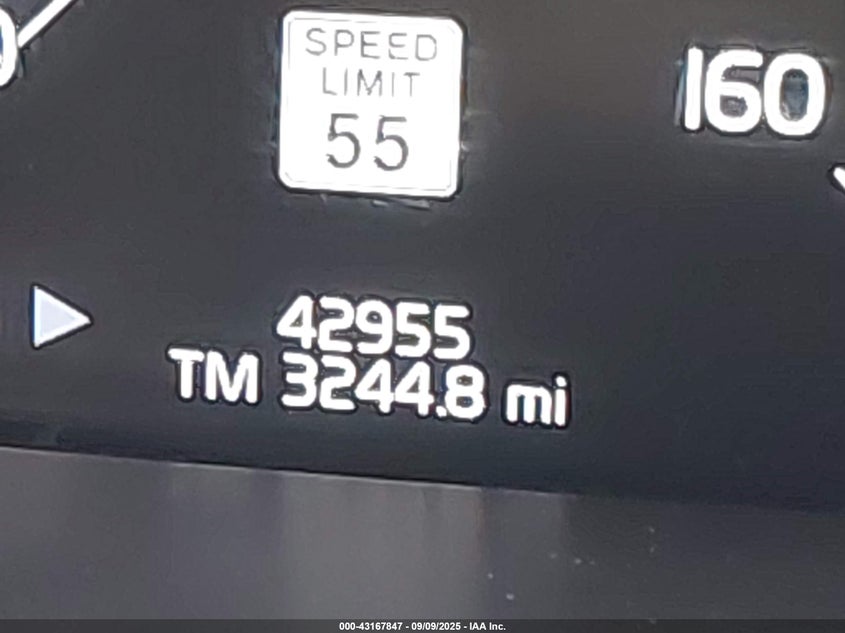 SPEED
LIMIT
55
160
42955
TM 3244.8 mi
000-43167847 - 09/09/2025 - IAA Inc.